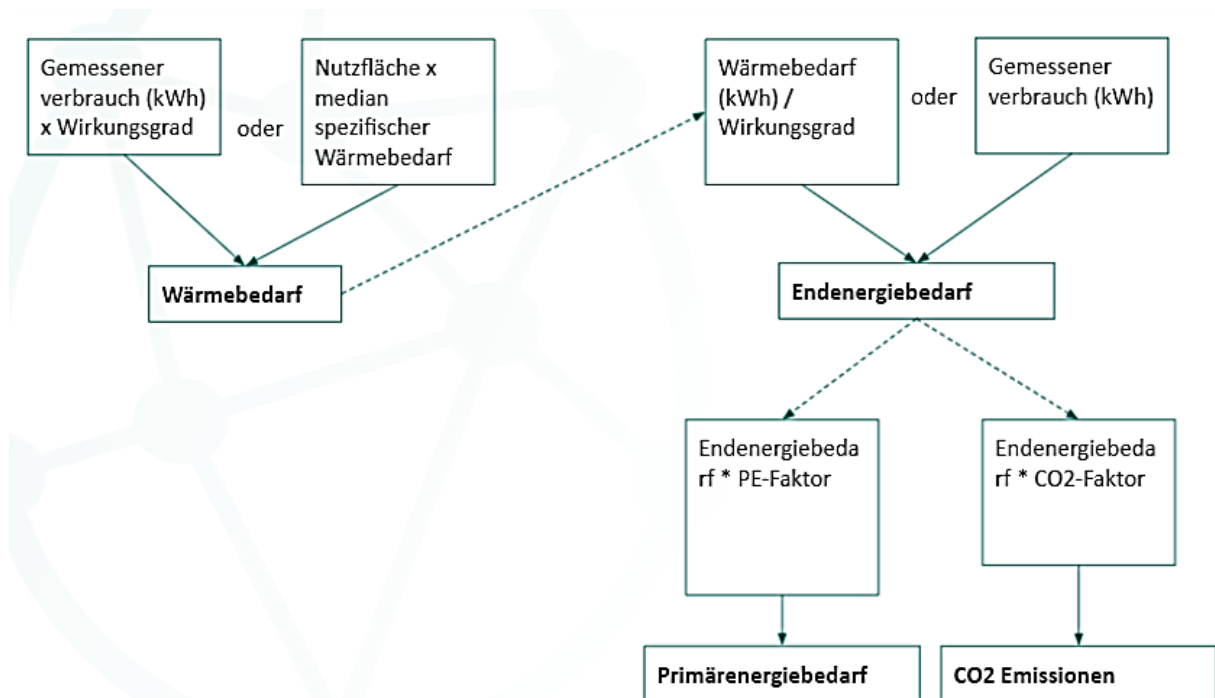 Gemessener
verbrauch (kWh)
x Wirkungsgrad
oder
Nutzfläche x
median
spezifischer
Wärmebedarf
Wärmebedarf
(kWh) /
Wirkungsgrad
oder
Gemessener
verbrauch (kWh)
Wärmebedarf
Endenergiebedarf
Endenergiebeda
rf * PE-Faktor
Endenergiebeda
rf * CO2-Faktor
Primärenergiebedarf
CO2 Emissionen